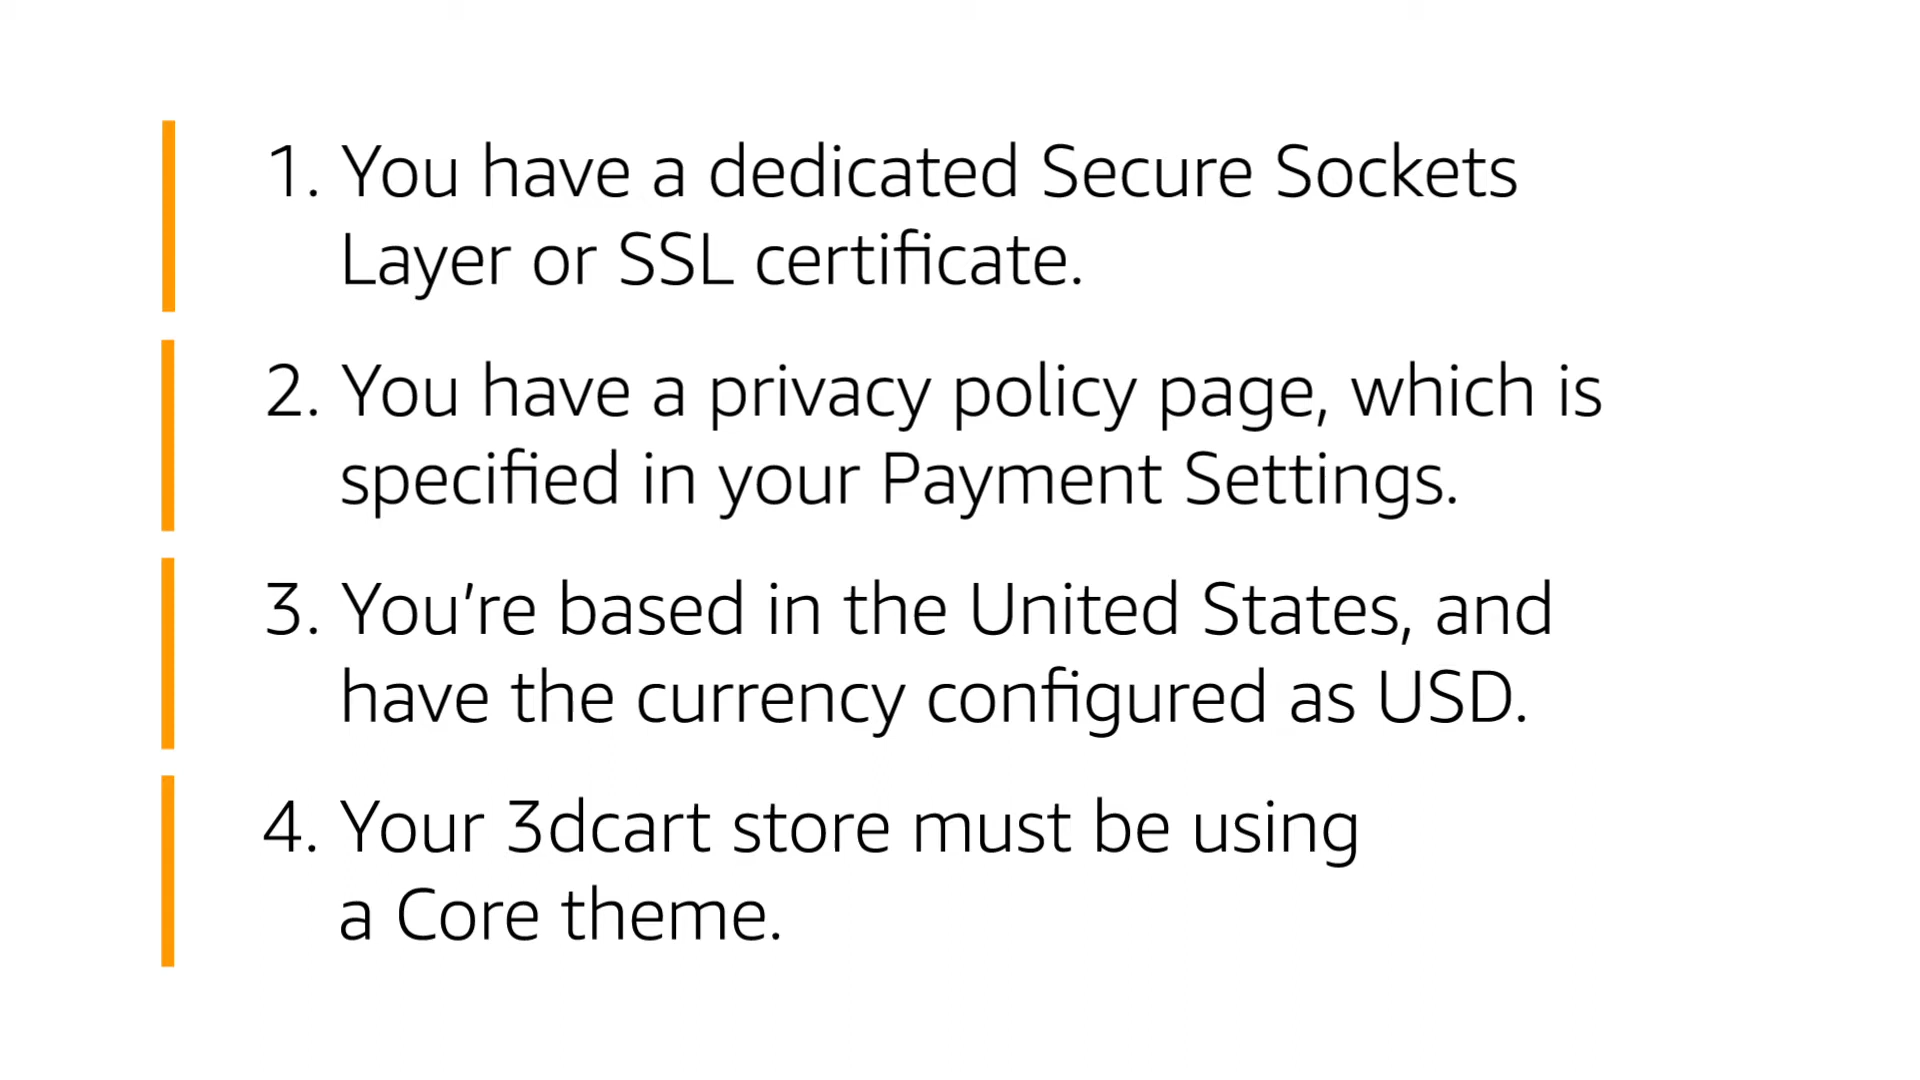 1. You have a dedicated Secure Sockets
Layer or SSL certificate.
2. You have a privacy policy page, which is
specified in your Payment Settings.
3. You’re based in the United States, and
have the currency configured as USD.
4. Your 3dcart store must be using
a Core theme.